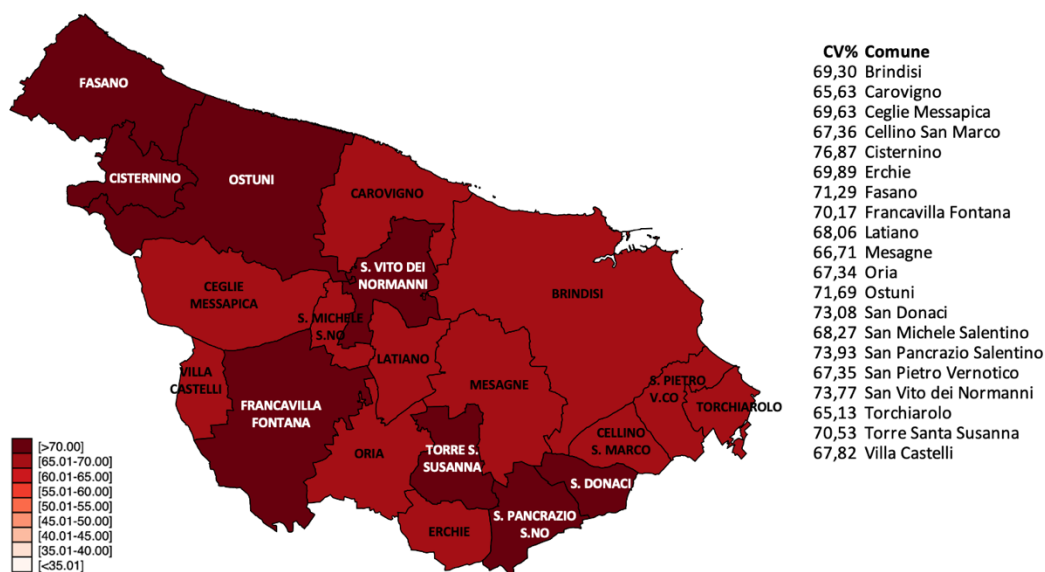 FASANO
CISTERNINO
OSTUNI
CAROVIGNO
S. VITO DEI
NORMANNI
CEGLIE
MESSAPICA
S. MICHELE
S.NO
BRINDISI
LATIANO
VILLA
CASTELLI
MESAGNE
S. PIETRO
V.CO
TORCHIAROLO
FRANCAVILLA
FONTANA
CELLINO
S. MARCO
ORIA
TORRE S.
SUSANNA
S. DONACI
S. PANCRAZIO
S.NO
ERCHIE
[>70.00]
[65.01-70.00]
[60.01-65.00]
[55.01-60.00]
[50.01-55.00]
[45.01-50.00]
[40.01-45.00]
[35.01-40.00]
[<35.01]
CV% Comune
69,30 Brindisi
65,63 Carovigno
69,63 Ceglie Messapica
67,36 Cellino San Marco
76,87 Cisternino
69,89 Erchie
71,29 Fasano
70,17 Francavilla Fontana
68,06 Latiano
66,71 Mesagne
67,34 Oria
71,69 Ostuni
73,08 San Donaci
68,27 San Michele Salentino
73,93 San Pancrazio Salentino
67,35 San Pietro Vernotico
73,77 San Vito dei Normanni
65,13 Torchiarolo
70,53 Torre Santa Susanna
67,82 Villa Castelli